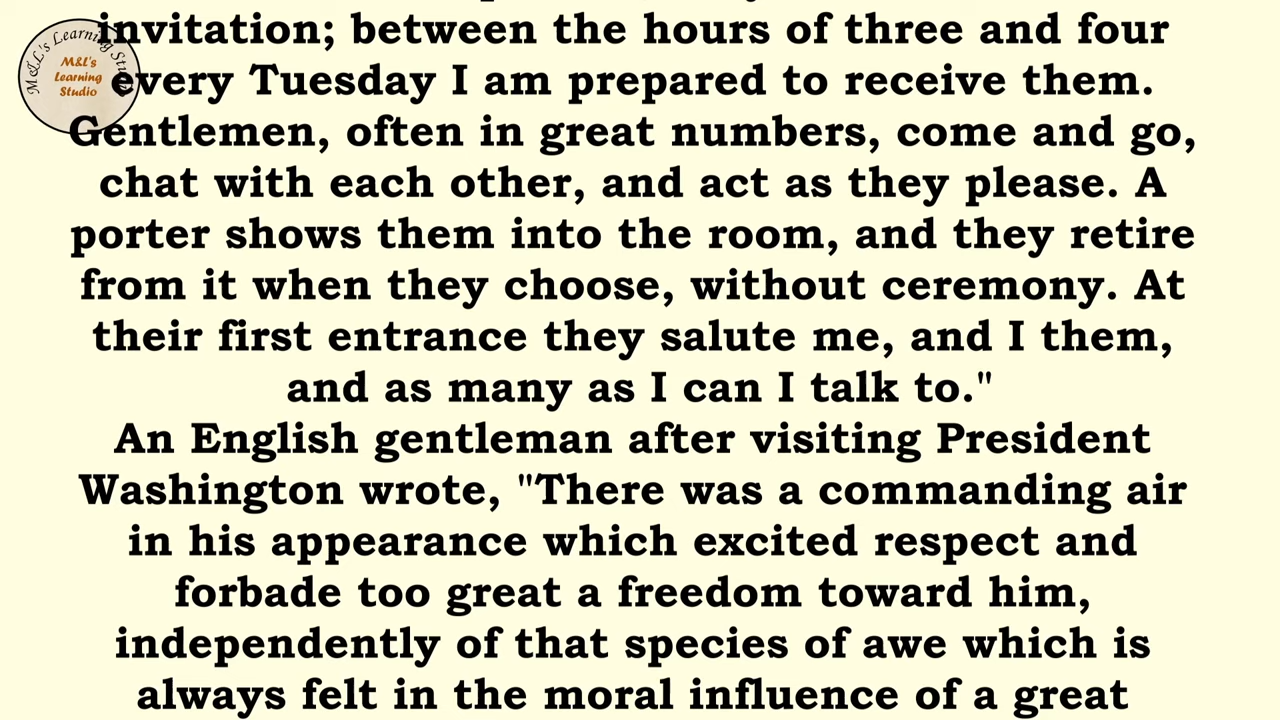 invitation; between the hours of three and four
every Tuesday I am prepared to receive them.
Gentlemen, often in great numbers, come and go,
chat with each other, and act as they please. A
porter shows them into the room, and they retire
from it when they choose, without ceremony. At
their first entrance they salute me, and I them,
and as many as I can I talk to."
An English gentleman after visiting President
Washington wrote, "There was a commanding air
in his appearance which excited respect and
forbade too great a freedom toward him,
independently of that species of awe which is
always felt in the moral influence of a great
M&L's Learning Studio
M&L's
Learning
Studio